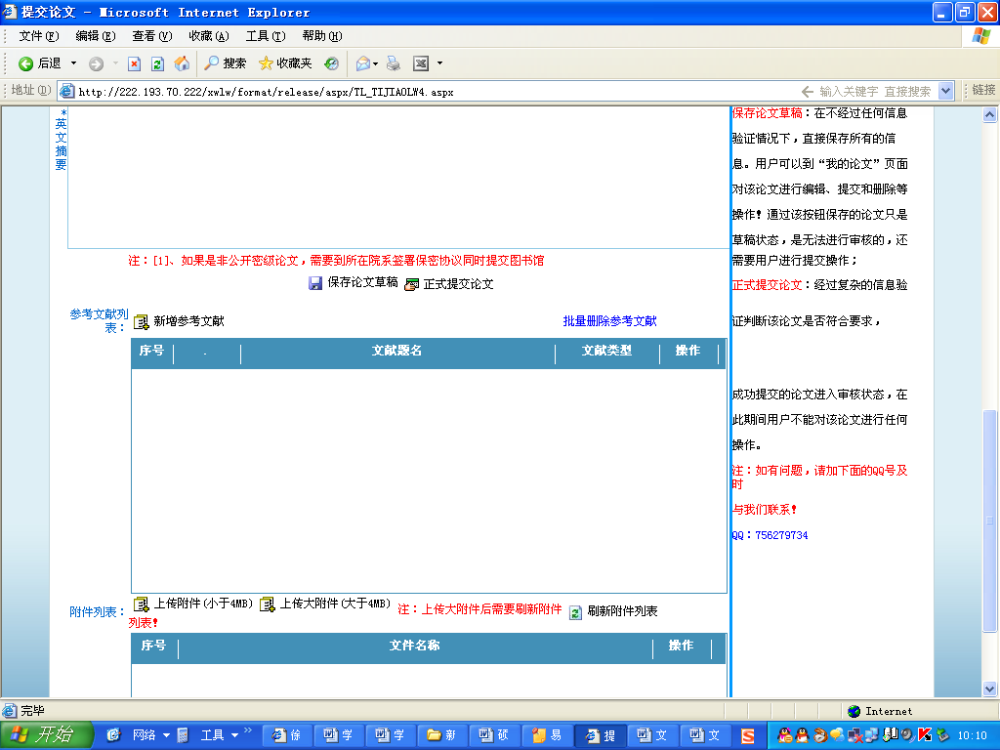 提交论文 - Microsoft Internet Explorer
文件(F) 编辑(E) 查看(V) 收藏(A) 工具(T) 帮助(H)
后退 搜索 收藏夹
地址(D) http://222.193.70.222/xwlw/format/release/aspx/TL_TIJIAOLW4.aspx 输入关键字 直接搜索 链接
*英文摘要
注：[1]、如果是非公开密级论文，需要到所在院系签署保密协议同时提交图书馆
保存论文草稿 正式提交论文
参考文献列表： 新增参考文献 批量删除参考文献
序号 . 文献题名 文献类型 操作
附件列表： 上传附件(小于4MB) 上传大附件(大于4MB) 注：上传大附件后需要刷新附件 刷新附件列表
列表！
序号 文件名称 操作
保存论文草稿：在不经过任何信息
验证情况下，直接保存所有的信
息。用户可以到“我的论文”页面
对该论文进行编辑、提交和删除等
操作！通过该按钮保存的论文只是
草稿状态，是无法进行审核的，还
需要用户进行提交操作；
正式提交论文：经过复杂的信息验
证判断该论文是否符合要求，
成功提交的论文进入审核状态，在
此期间用户不能对该论文进行任何
操作。
注：如有问题，请加下面的QQ号及
时
与我们联系！
QQ：756279734
完毕 Internet
开始 网络 工具 » 徐 学 学 新 硕 易 提 文 文 10:10